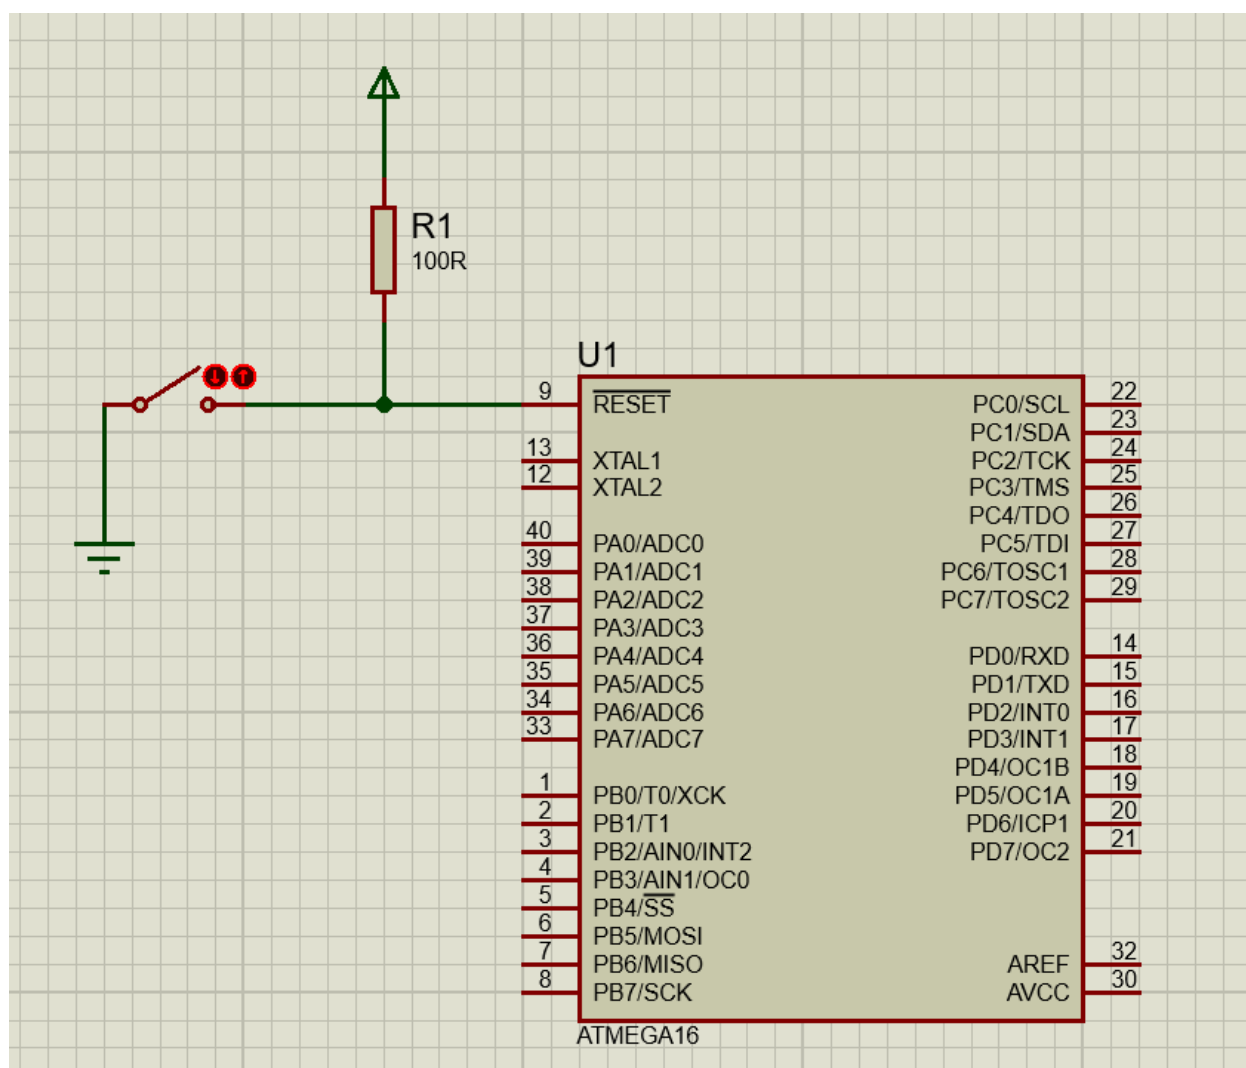 R1
100R
U1
9 RESET
13 XTAL1
12 XTAL2
40 PA0/ADC0
39 PA1/ADC1
38 PA2/ADC2
37 PA3/ADC3
36 PA4/ADC4
35 PA5/ADC5
34 PA6/ADC6
33 PA7/ADC7
1 PB0/T0/XCK
2 PB1/T1
3 PB2/AIN0/INT2
4 PB3/AIN1/OC0
5 PB4/SS
6 PB5/MOSI
7 PB6/MISO
8 PB7/SCK
PC0/SCL 22
PC1/SDA 23
PC2/TCK 24
PC3/TMS 25
PC4/TDO 26
PC5/TDI 27
PC6/TOSC1 28
PC7/TOSC2 29
PD0/RXD 14
PD1/TXD 15
PD2/INT0 16
PD3/INT1 17
PD4/OC1B 18
PD5/OC1A 19
PD6/ICP1 20
PD7/OC2 21
AREF 32
AVCC 30
ATMEGA16